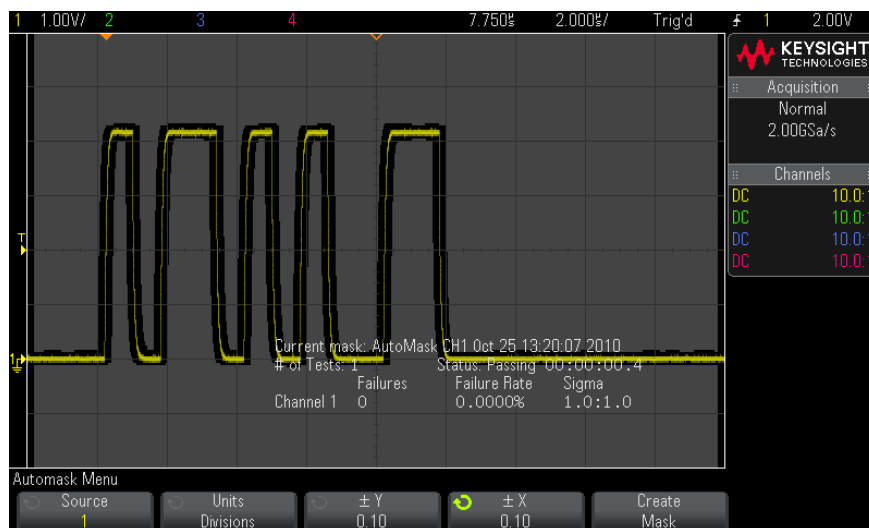 1 1.00V/ 2 3 4 7.750s 2.000s/ Trig'd 1 2.00V
KEYSIGHT
TECHNOLOGIES
Acquisition
Normal
2.00GSa/s
Channels
DC 10.0:
DC 10.0:
DC 10.0:
DC 10.0:
T
1
Current mask: AutoMask CH1 Oct 25 13:20:07 2010
# of Tests: 1 Status: Passing 00:00:00.4
Failures Failure Rate Sigma
Channel 1 0 0.0000% 1.0:1.0
Automask Menu
Source Units ± Y ± X Create
1 Divisions 0.10 0.10 Mask